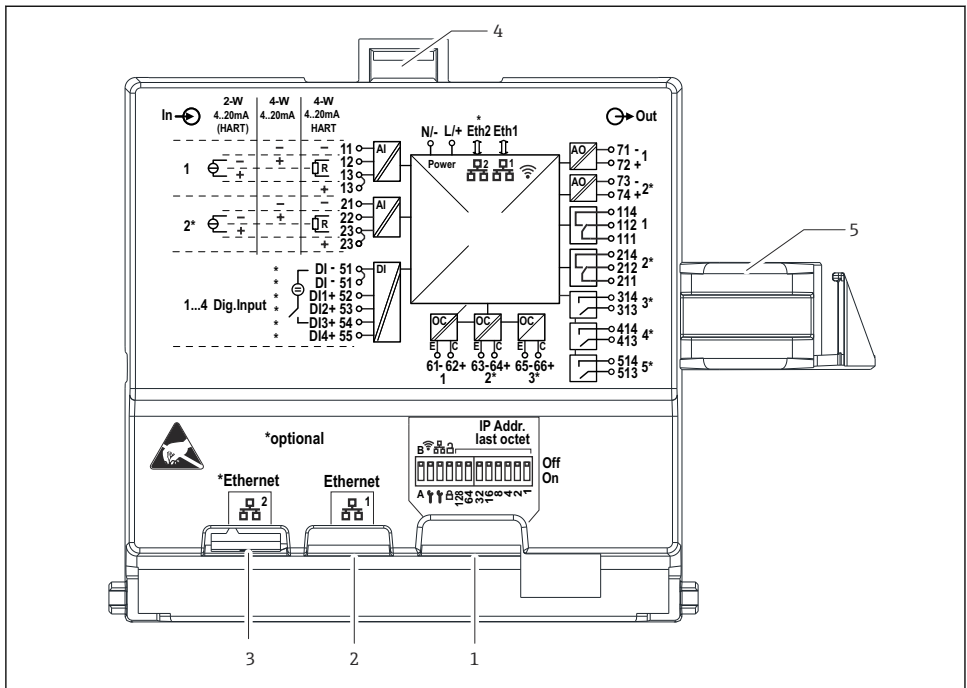 4
2-W 4-W 4-W
In 4..20mA 4..20mA 4..20mA Out
(HART) HART
* 
N/- L/+ Eth2 Eth1
Power 2 1
1 - - - 11 AI
+ 12
- R 13
+ + 13
2* - - - 21 AI
+ 22
- R 23
+ + 23
* DI - 51 DI
* DI - 51
* DI1+ 52
1...4 Dig.Input * DI2+ 53
* DI3+ 54
* DI4+ 55
AO 71 - 1
72 +
AO 73 - 2*
74 +
114
112 1
111
214
212 2*
211
314 3*
313
414 4*
413
514 5*
513
OC OC OC
E C E C E C
61- 62+ 63-64+ 65-66+
1 2* 3*
5
*optional
IP Addr.
last octet
B
Off
On
A 128 64 32 16 8 4 2 1
*Ethernet Ethernet
2 1
3 2 1